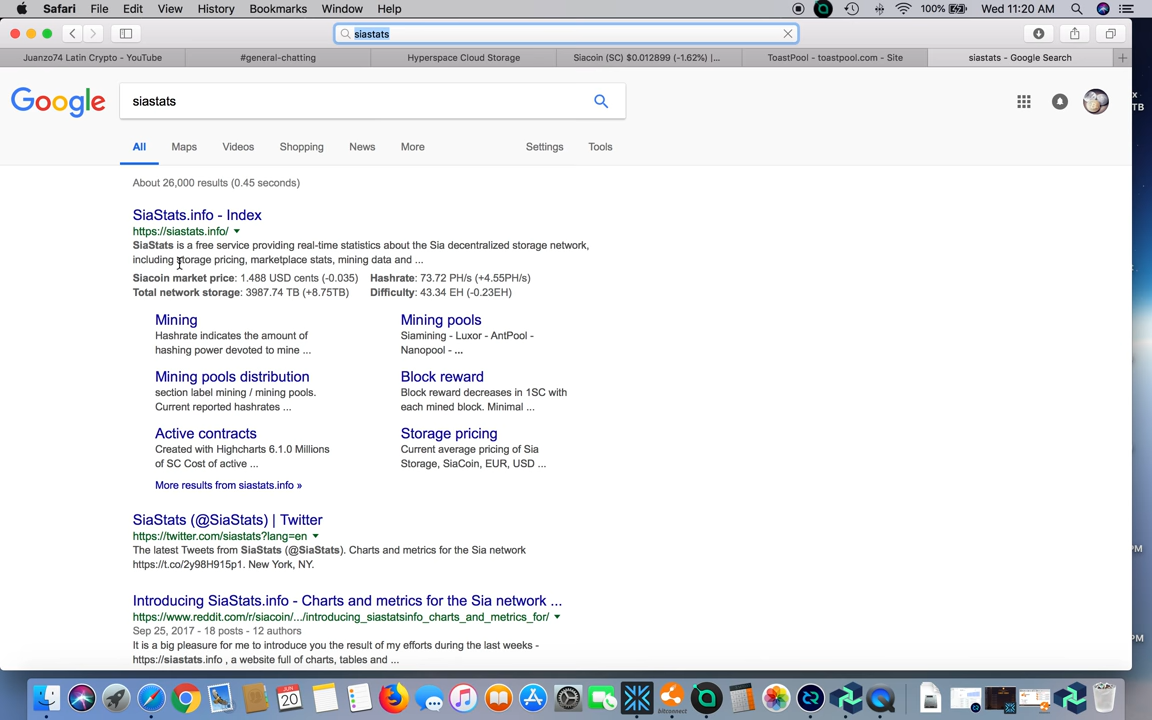 Safari File Edit View History Bookmarks Window Help 100% Wed 11:20 AM
siastats
Juanzo74 Latin Crypto - YouTube #general-chatting Hyperspace Cloud Storage Siacoin (SC) $0.012899 (-1.62%) |... ToastPool - toastpool.com - Site siastats - Google Search
Google siastats
x
TB
All Maps Videos Shopping News More Settings Tools
About 26,000 results (0.45 seconds)
SiaStats.info - Index
https://siastats.info/
SiaStats is a free service providing real-time statistics about the Sia decentralized storage network,
including storage pricing, marketplace stats, mining data and ...
Siacoin market price: 1.488 USD cents (-0.035) Hashrate: 73.72 PH/s (+4.55PH/s)
Total network storage: 3987.74 TB (+8.75TB) Difficulty: 43.34 EH (-0.23EH)
Mining
Hashrate indicates the amount of
hashing power devoted to mine ...
Mining pools
Siamining - Luxor - AntPool -
Nanopool - ...
Mining pools distribution
section label mining / mining pools.
Current reported hashrates ...
Block reward
Block reward decreases in 1SC with
each mined block. Minimal ...
Active contracts
Created with Highcharts 6.1.0 Millions
of SC Cost of active ...
Storage pricing
Current average pricing of Sia
Storage, SiaCoin, EUR, USD ...
More results from siastats.info »
SiaStats (@SiaStats) | Twitter
https://twitter.com/siastats?lang=en
The latest Tweets from SiaStats (@SiaStats). Charts and metrics for the Sia network
https://t.co/2y98H915p1. New York, NY.
PM
Introducing SiaStats.info - Charts and metrics for the Sia network ...
https://www.reddit.com/r/siacoin/.../introducing_siastatsinfo_charts_and_metrics_for/
Sep 25, 2017 - 18 posts - 12 authors
It is a big pleasure for me to introduce you the result of my efforts during the last weeks -
https://siastats.info , a website full of charts, tables and ...
PM
JUN
20
bitconnect